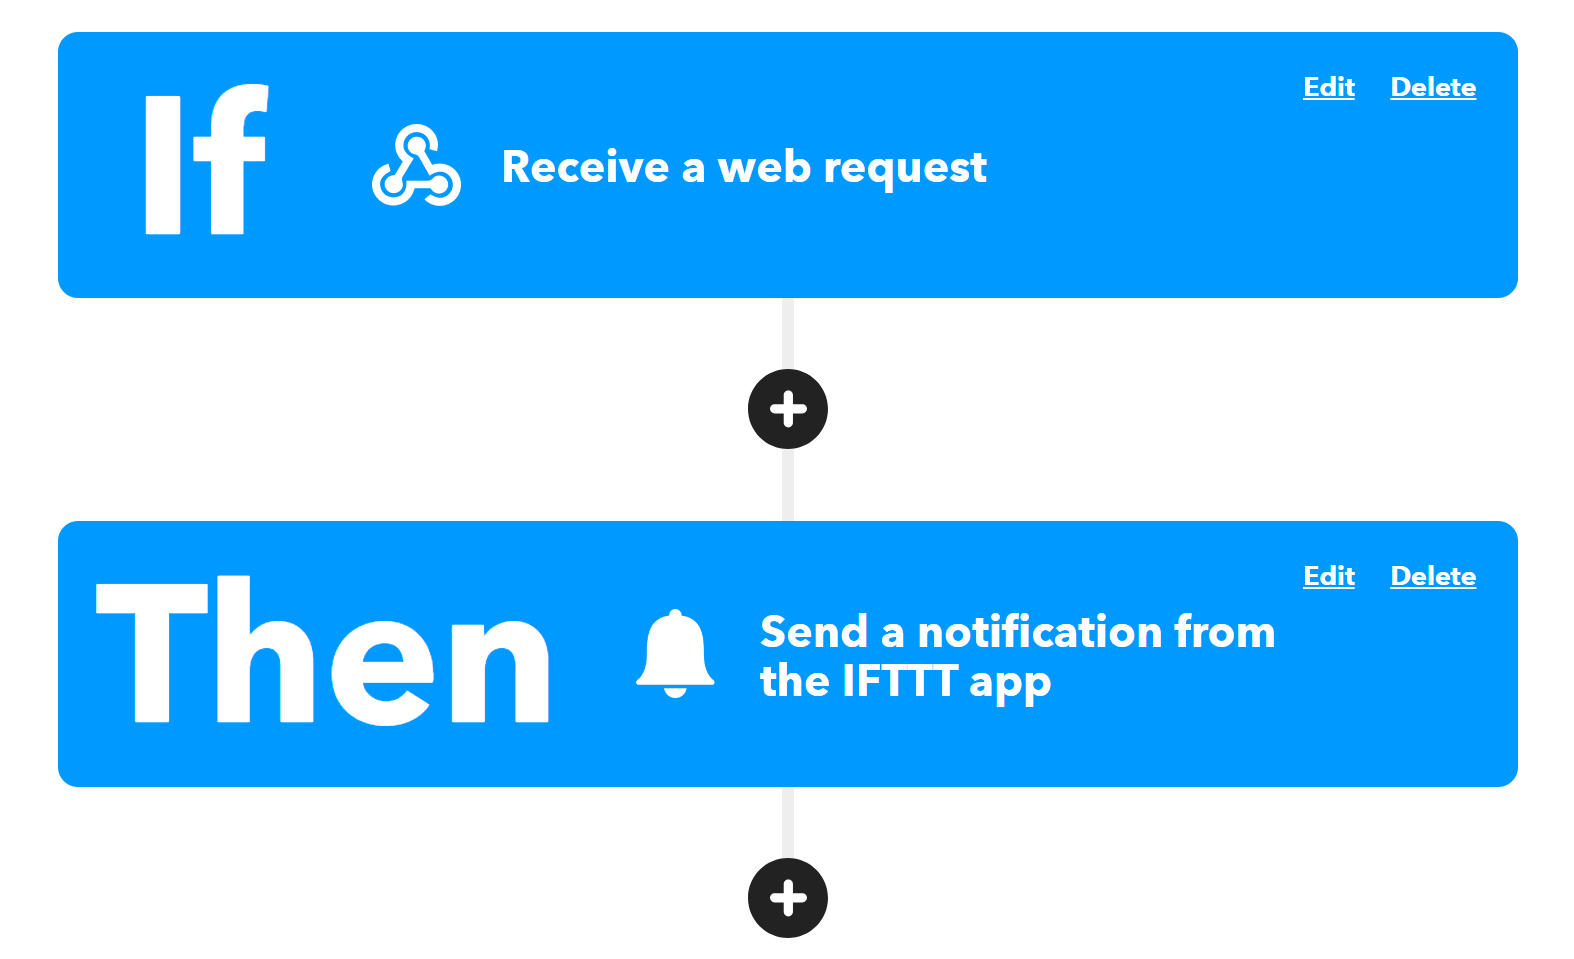 If
Receive a web request
Edit Delete
Then
Send a notification from
the IFTTT app
Edit Delete